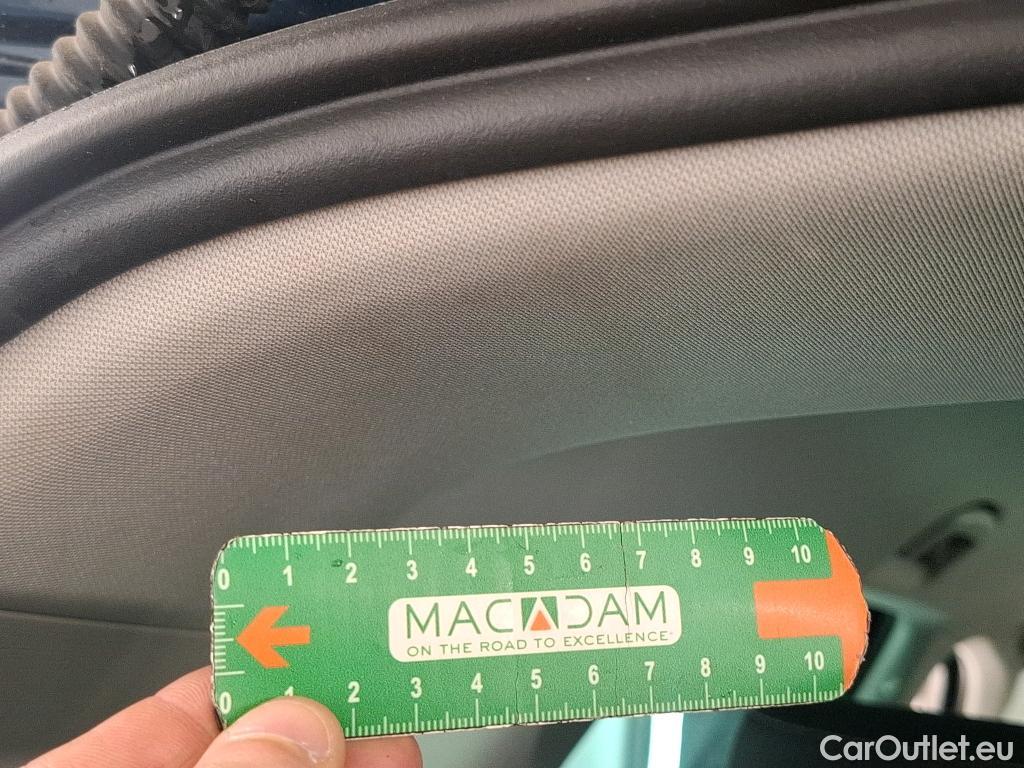 0 1 2 3 4 5 6 7 8 9 10
MACADAM
ON THE ROAD TO EXCELLENCE
0 1 2 3 4 5 6 7 8 9 10
CarOutlet.eu